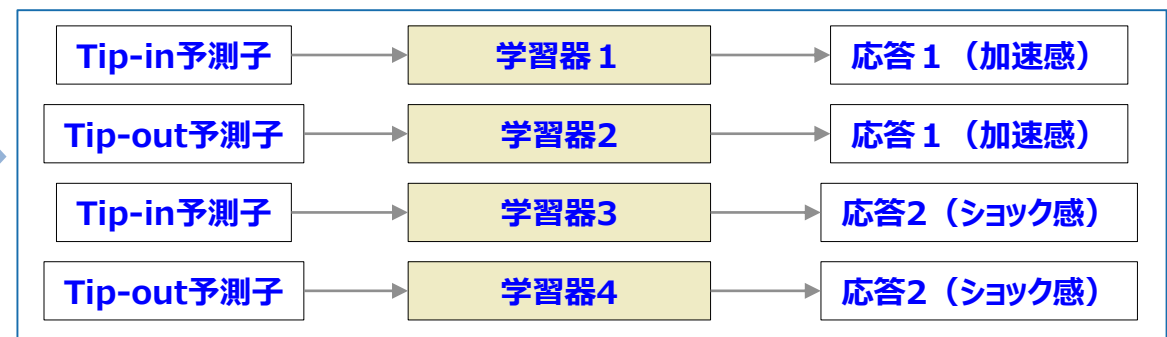 Tip-in予測子 学習器１ 応答１（加速感）
Tip-out予測子 学習器2 応答１（加速感）
Tip-in予測子 学習器3 応答2（ショック感）
Tip-out予測子 学習器4 応答2（ショック感）